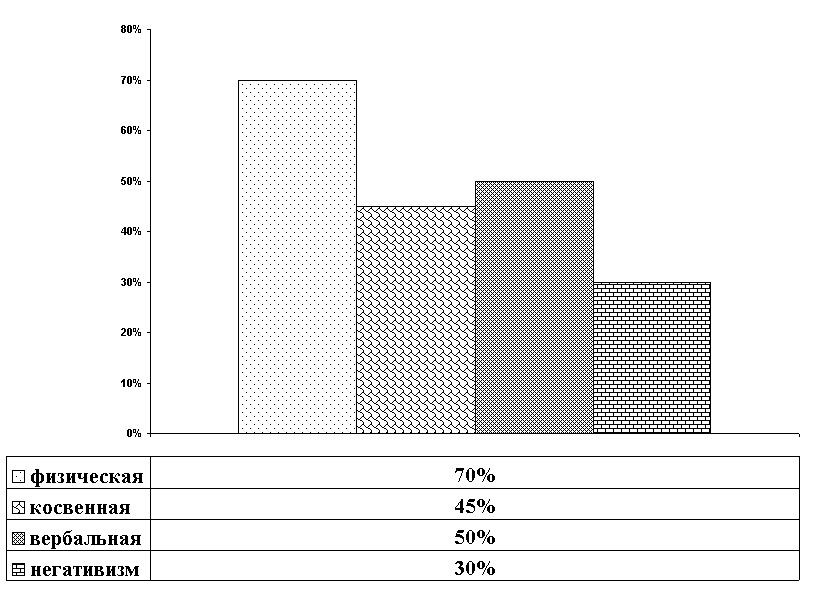 80%
70%
60%
50%
40%
30%
20%
10%
0%
физическая 70%
косвенная 45%
вербальная 50%
негативизм 30%